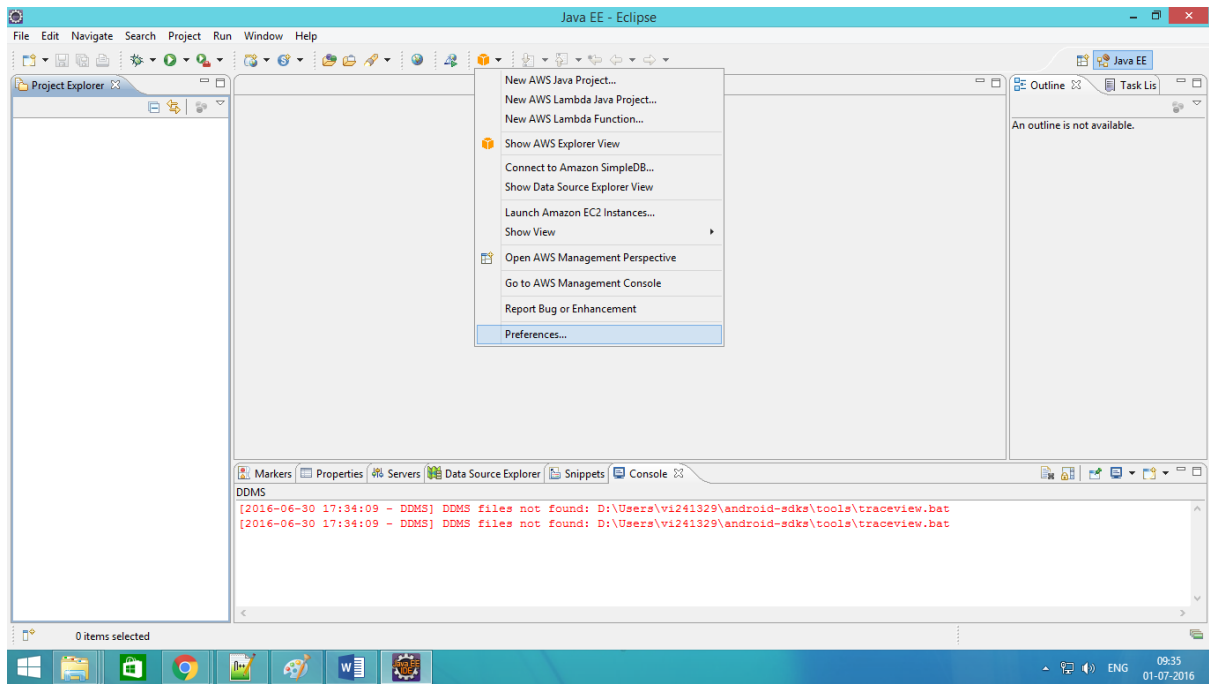 Java EE - Eclipse
File Edit Navigate Search Project Run Window Help
Java EE
Project Explorer
New AWS Java Project...
New AWS Lambda Java Project...
New AWS Lambda Function...
Show AWS Explorer View
Connect to Amazon SimpleDB...
Show Data Source Explorer View
Launch Amazon EC2 Instances...
Show View
Open AWS Management Perspective
Go to AWS Management Console
Report Bug or Enhancement
Preferences...
Outline Task Lis
An outline is not available.
Markers Properties Servers Data Source Explorer Snippets Console
DDMS
[2016-06-30 17:34:09 - DDMS] DDMS files not found: D:\Users\vi241329\android-sdks\tools\traceview.bat
[2016-06-30 17:34:09 - DDMS] DDMS files not found: D:\Users\vi241329\android-sdks\tools\traceview.bat
0 items selected
ENG
09:35
01-07-2016